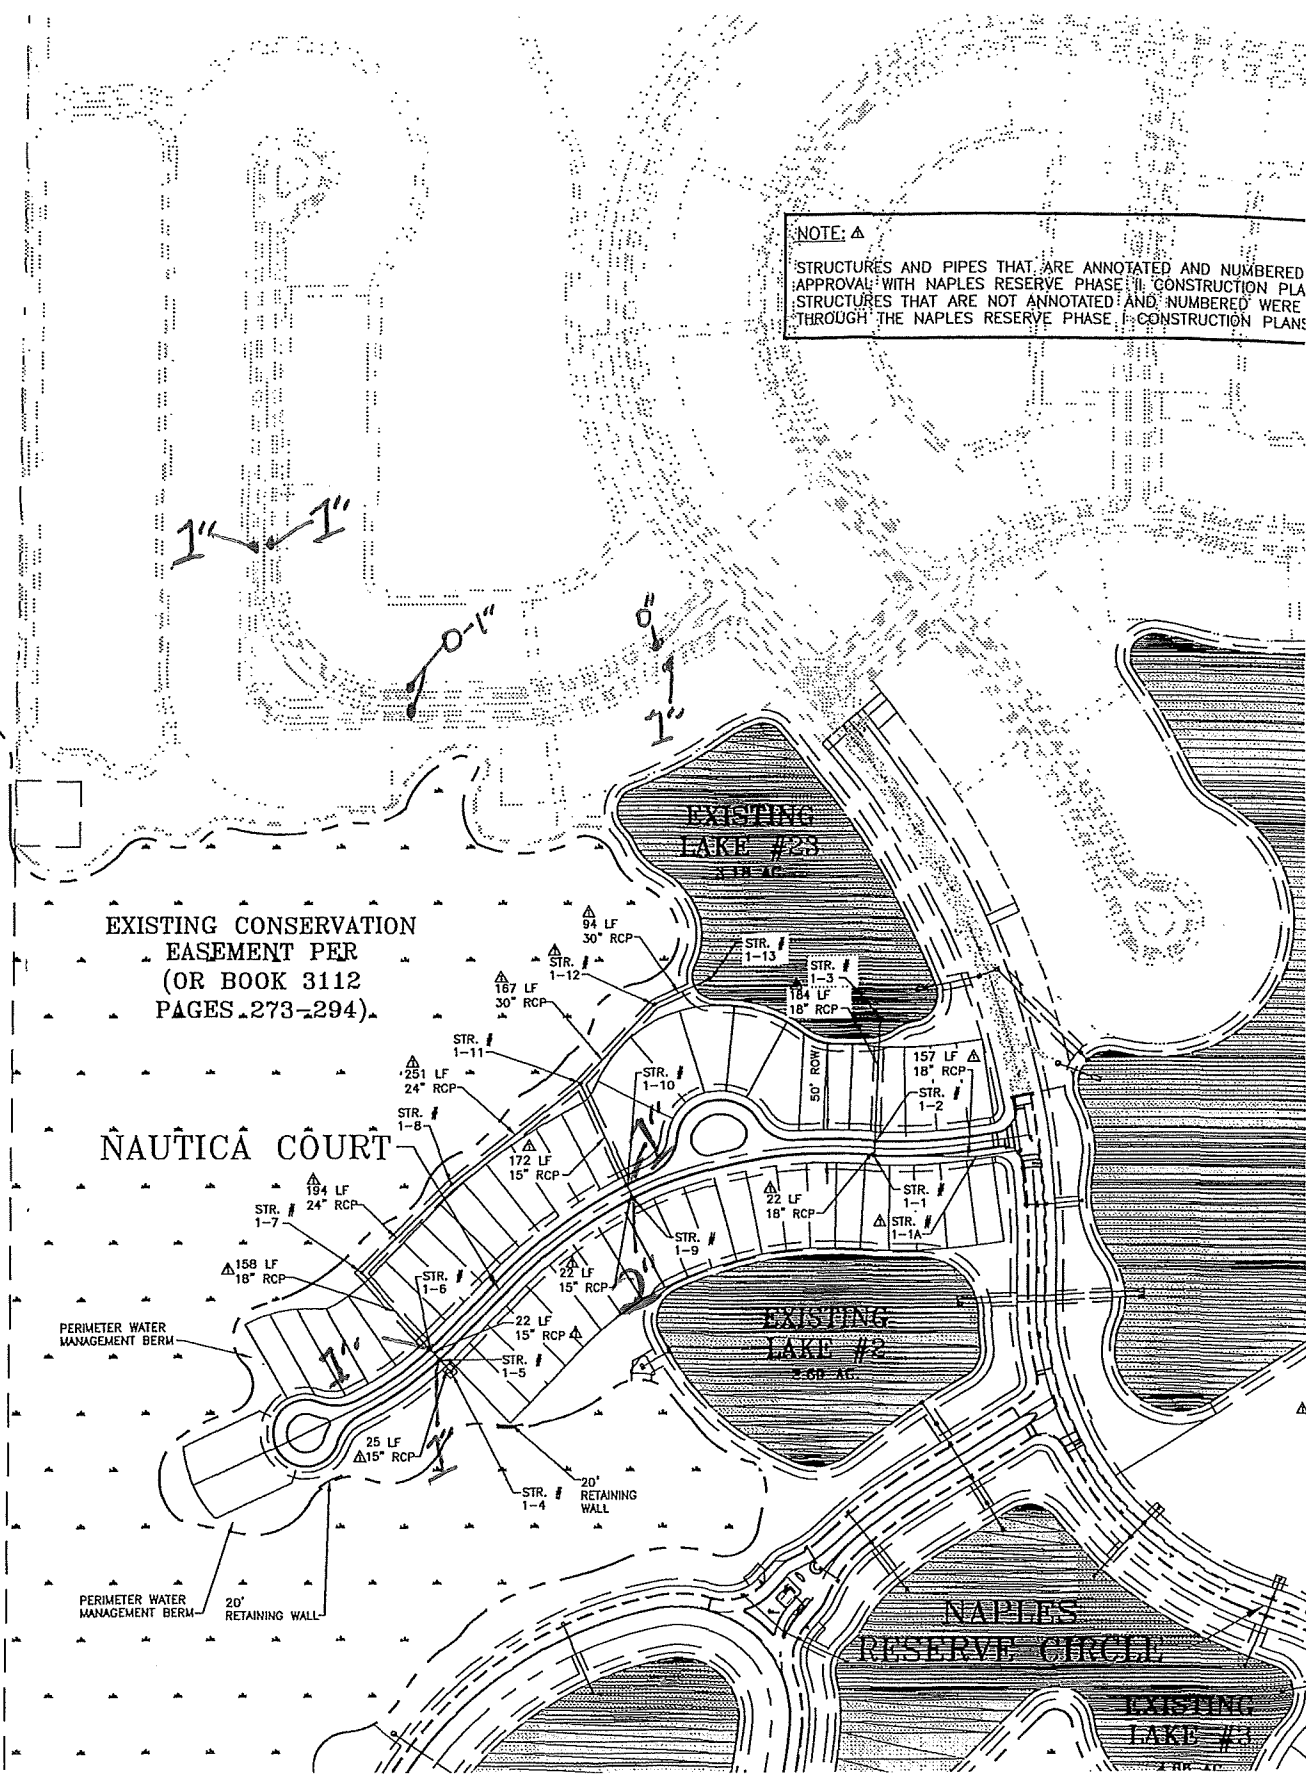 NOTE: 1
STRUCTURES AND PIPES THAT ARE ANNOTATED AND NUMBERED
APPROVAL WITH NAPLES RESERVE PHASE II CONSTRUCTION PLA
STRUCTURES THAT ARE NOT ANNOTATED AND NUMBERED WERE
THROUGH THE NAPLES RESERVE PHASE I CONSTRUCTION PLANS
1"
1"
0-1"
0"
1"
EXISTING
LAKE #23
EXISTING CONSERVATION
EASEMENT PER
(OR BOOK 3112
PAGES 273-294)
94 LF
30" RCP
STR. #
1-12
STR. #
1-13
STR. #
1-3
184 LF
18" RCP
167 LF
30" RCP
STR. #
1-11
251 LF
24" RCP
STR. #
1-10
50' ROW
157 LF
18" RCP
STR. #
1-2
STR. #
1-8
NAUTICA COURT
1"
172 LF
15" RCP
194 LF
24" RCP
STR. #
1-7
22 LF
18" RCP
STR. #
1-1
STR. #
1-1A
STR. #
1-9
158 LF
18" RCP
STR. #
1-6
22 LF
15" RCP
2"
PERIMETER WATER
MANAGEMENT BERM
1"
22 LF
15" RCP
STR. #
1-5
EXISTING
LAKE #2
25 LF
15" RCP
1"
STR. #
1-4
20'
RETAINING
WALL
PERIMETER WATER
MANAGEMENT BERM
20'
RETAINING WALL
NAPLES
RESERVE CIRCLE
EXISTING
LAKE #3